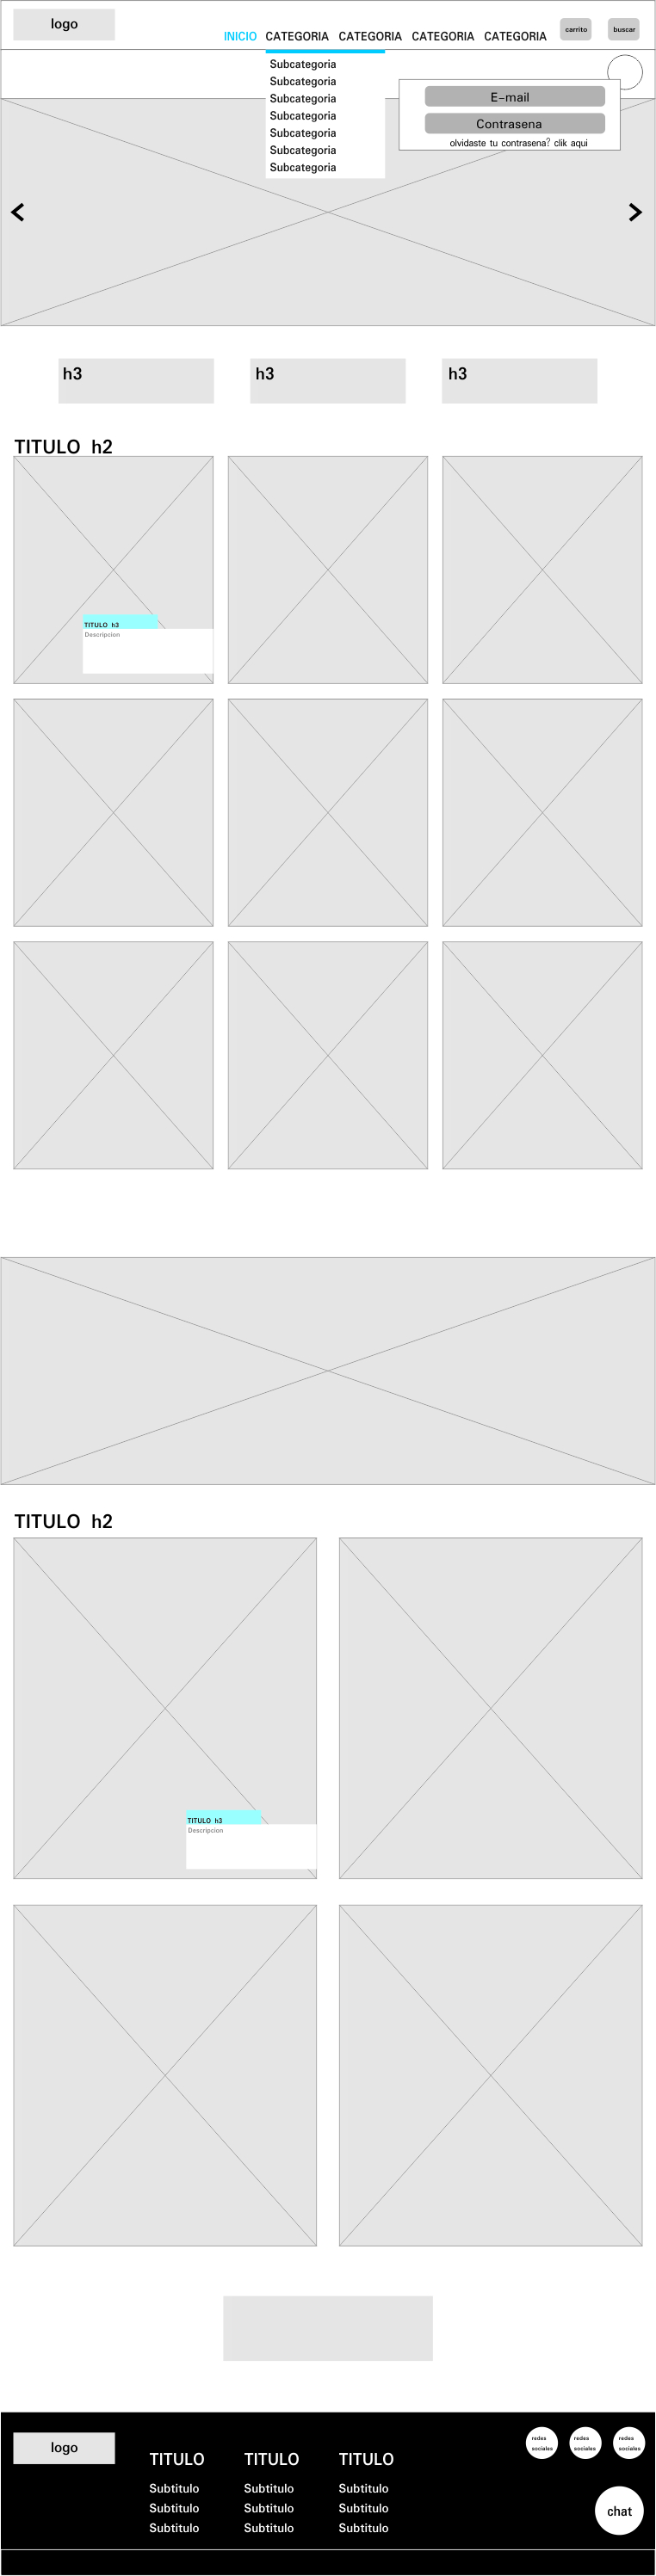 logo
INICIO CATEGORIA CATEGORIA CATEGORIA CATEGORIA carrito buscar
Subcategoria
Subcategoria
Subcategoria
Subcategoria
Subcategoria
Subcategoria
Subcategoria
E-mail
Contrasena
olvidaste tu contrasena? clik aqui
h3 h3 h3
TITULO h2
TITULO h3
Descripcion
TITULO h2
TITULO h3
Descripcion
logo
TITULO TITULO TITULO
Subtitulo Subtitulo Subtitulo
Subtitulo Subtitulo Subtitulo
Subtitulo Subtitulo Subtitulo
redes redes redes
sociales sociales sociales
chat